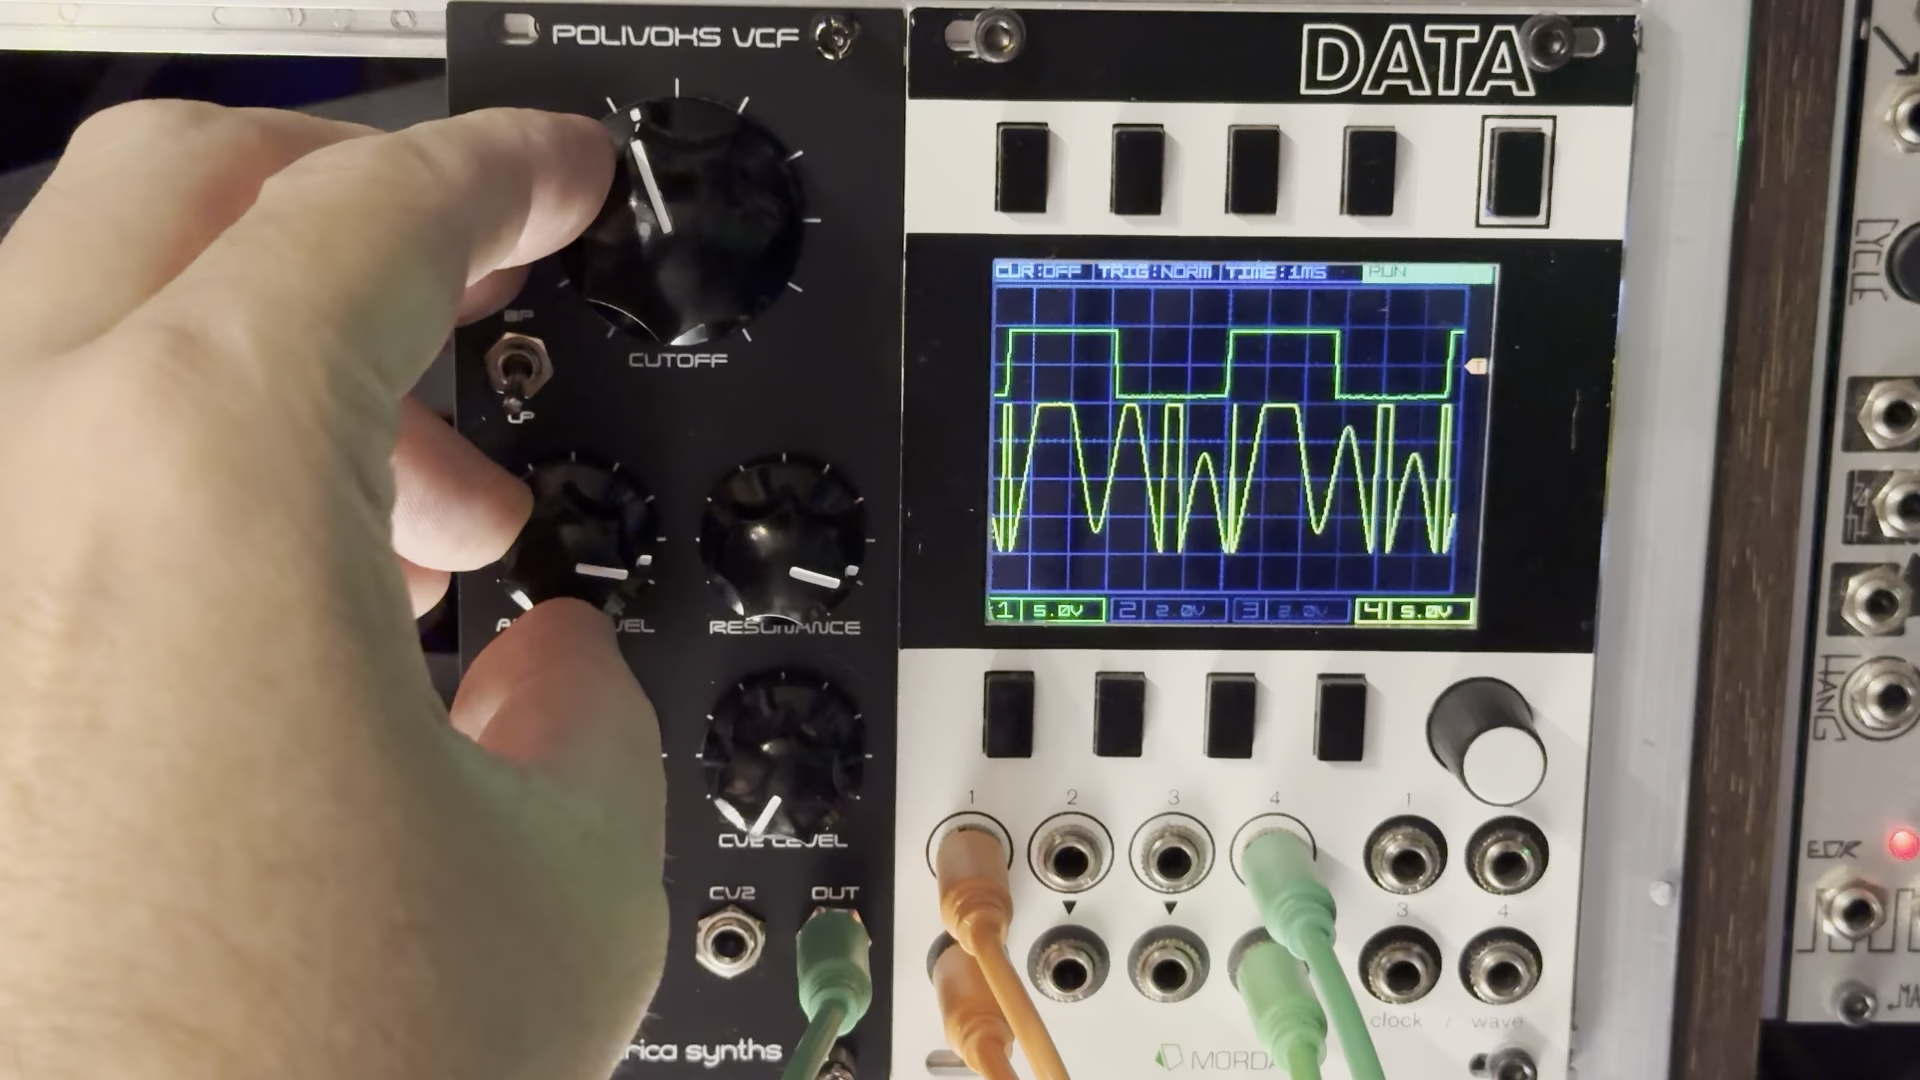 POLIVOKS VCF
DATA
CUR:OFF TRIG:NORM TIME:1MS RUN
BP
LP
CUTOFF
T
1 5.0V 2 2.0V 3 2.0V 4 5.0V
RESONANCE
CV2 LEVEL
1 2 3 4 1
CV2 OUT
3 4
clock / wave
synths
CYCLE